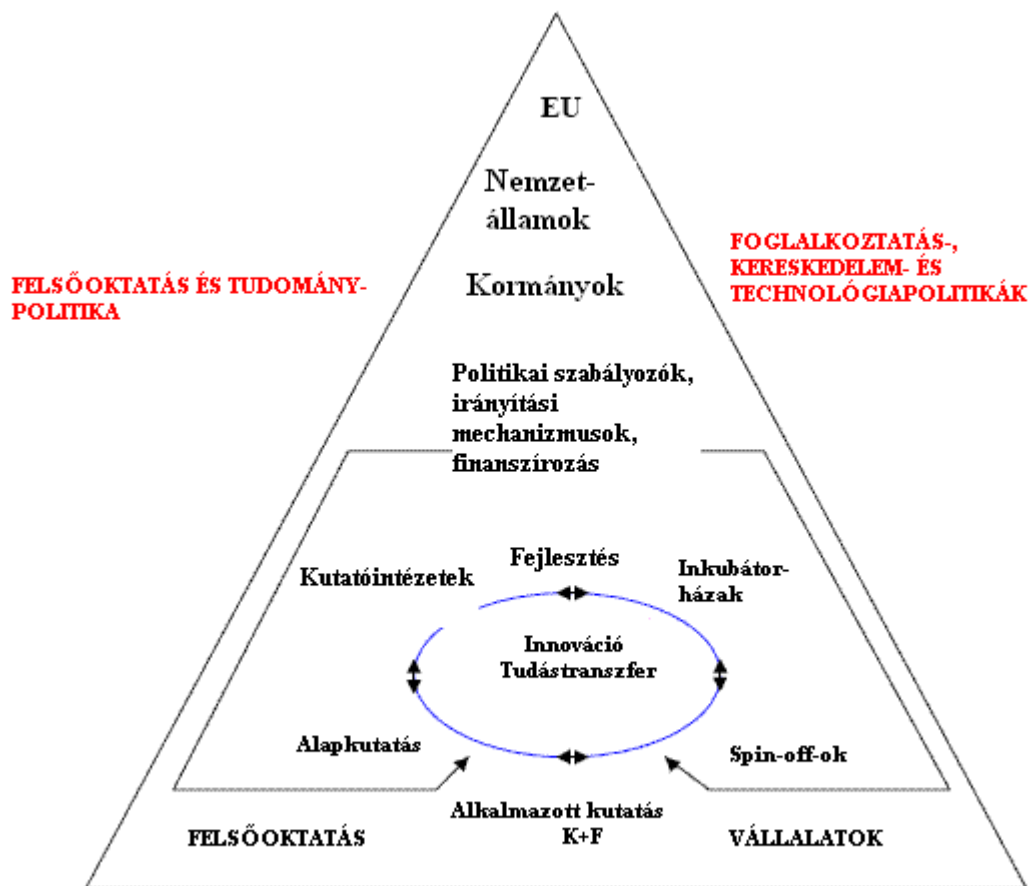 EU
Nemzet-
államok
FELSŐOKTATÁS ÉS TUDOMÁNY-
POLITIKA
FOGLALKOZTATÁS-,
KERESKEDELEM- ÉS
TECHNOLÓGIAPOLITIKÁK
Kormányok
Politikai szabályozók,
irányítási
mechanizmusok,
finanszírozás
Kutatóintézetek
Fejlesztés
Inkubátor-
házak
Innováció
Tudástranszfer
Alapkutatás
Spin-off-ok
FELSŐOKTATÁS
Alkalmazott kutatás
K+F
VÁLLALATOK